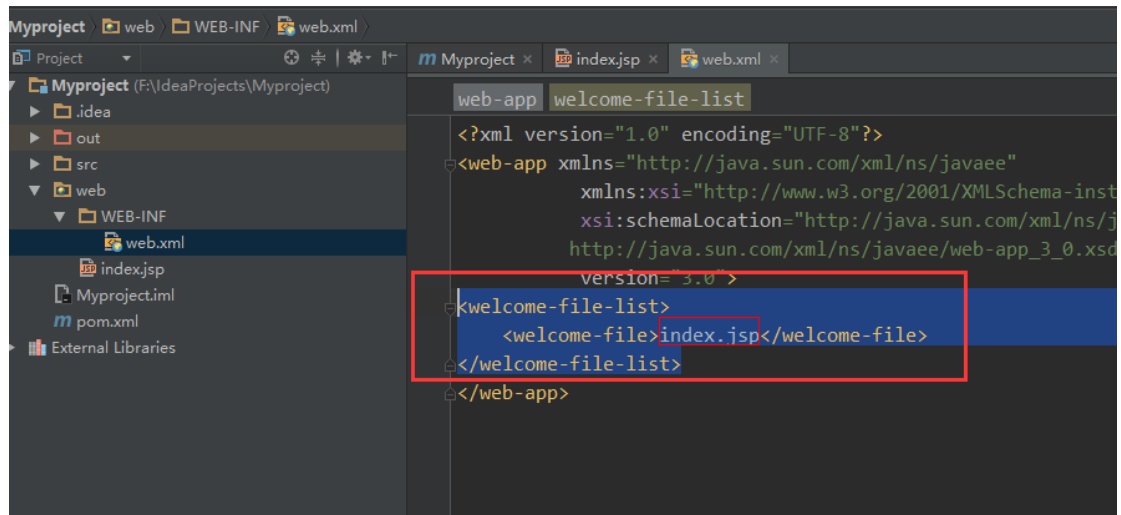 Myproject web WEB-INF web.xml
Project
Myproject (F:\IdeaProjects\Myproject)
.idea
out
src
web
WEB-INF
web.xml
index.jsp
Myproject.iml
m pom.xml
External Libraries
m Myproject × index.jsp × web.xml ×
web-app welcome-file-list
<?xml version="1.0" encoding="UTF-8"?>
<web-app xmlns="http://java.sun.com/xml/ns/javaee"
xmlns:xsi="http://www.w3.org/2001/XMLSchema-inst
xsi:schemaLocation="http://java.sun.com/xml/ns/j
http://java.sun.com/xml/ns/javaee/web-app_3_0.xsd
version="3.0">
<welcome-file-list>
<welcome-file>index.jsp</welcome-file>
</welcome-file-list>
</web-app>